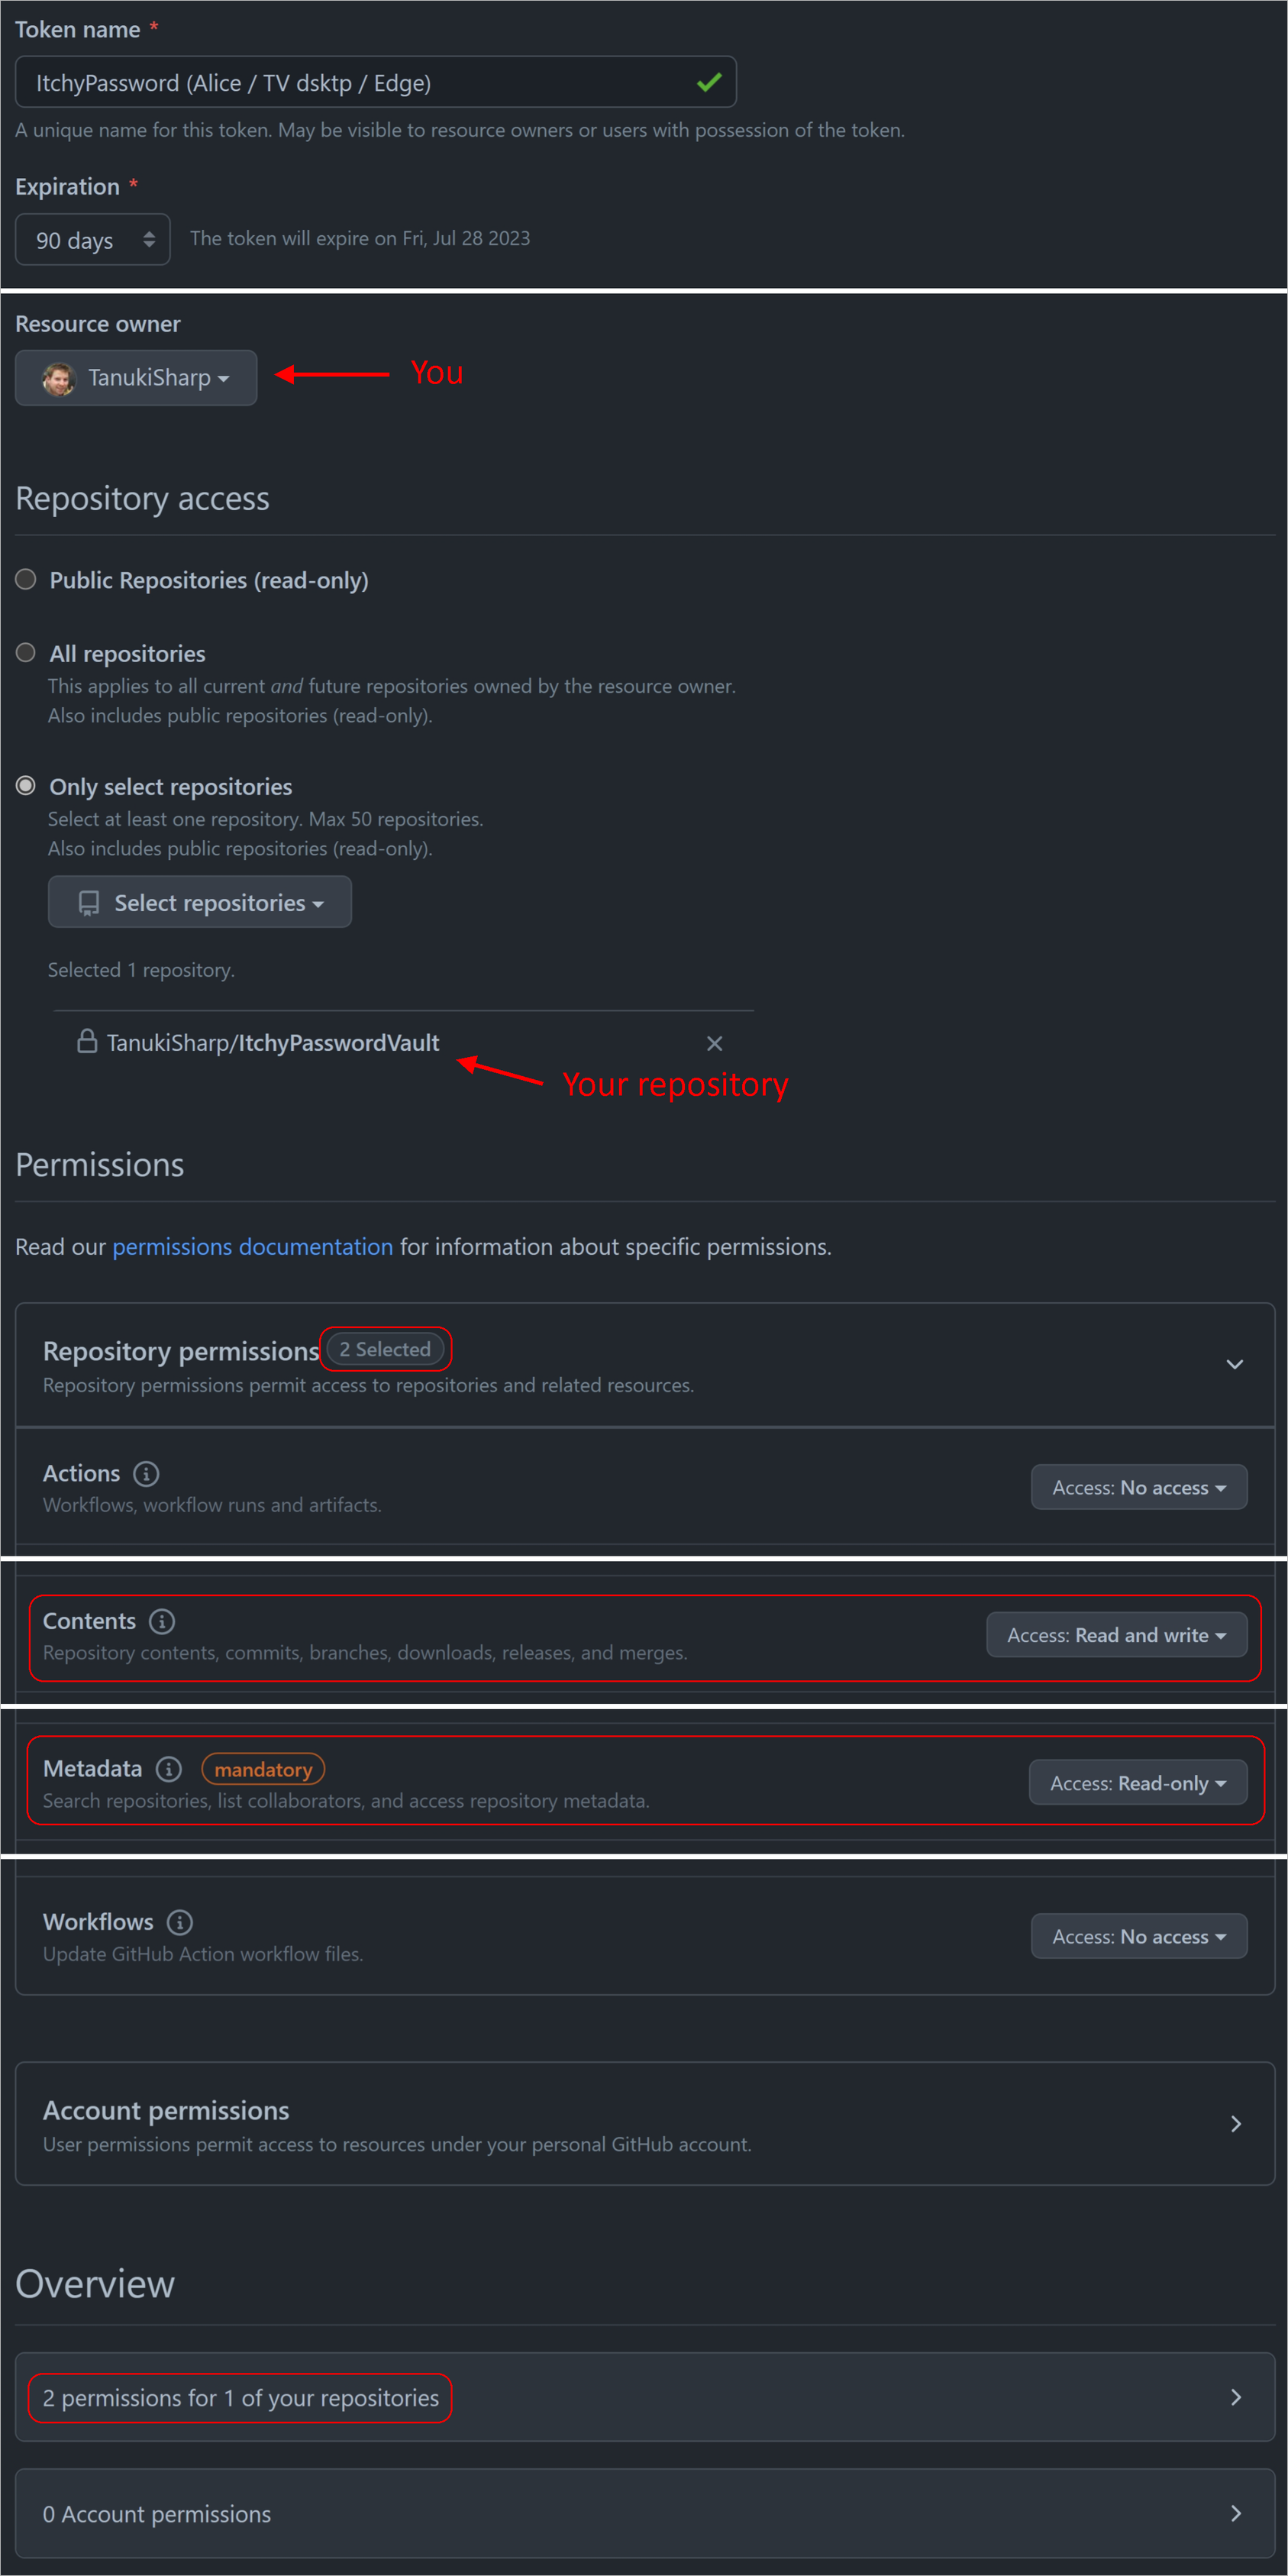 Token name *
ItchyPassword (Alice / TV dsktp / Edge)
A unique name for this token. May be visible to resource owners or users with possession of the token.
Expiration *
90 days
The token will expire on Fri, Jul 28 2023
Resource owner
TanukiSharp
You
Repository access
Public Repositories (read-only)
All repositories
This applies to all current and future repositories owned by the resource owner.
Also includes public repositories (read-only).
Only select repositories
Select at least one repository. Max 50 repositories.
Also includes public repositories (read-only).
Select repositories
Selected 1 repository.
TanukiSharp/ItchyPasswordVault
Your repository
Permissions
Read our permissions documentation for information about specific permissions.
Repository permissions 2 Selected
Repository permissions permit access to repositories and related resources.
Actions
Access: No access
Workflows, workflow runs and artifacts.
Contents
Access: Read and write
Repository contents, commits, branches, downloads, releases, and merges.
Metadata mandatory
Access: Read-only
Search repositories, list collaborators, and access repository metadata.
Workflows
Access: No access
Update GitHub Action workflow files.
Account permissions
User permissions permit access to resources under your personal GitHub account.
Overview
2 permissions for 1 of your repositories
0 Account permissions